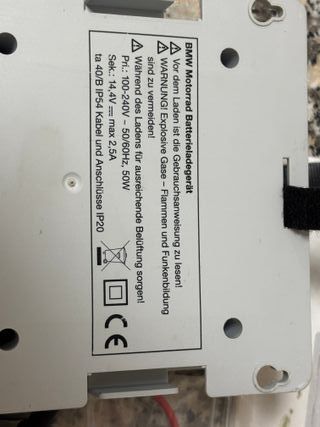 BMW Motorrad Batterieladegerät
⚠ Vor dem Laden ist die Gebrauchsanweisung zu lesen!
⚠ WARNUNG! Explosive Gase – Flammen und Funkenbildung
sind zu vermeiden!
⚠ Während des Ladens für ausreichende Belüftung sorgen!
Pri.: 100-240V ~ 50/60Hz, 50W
Sek.: 14,4V⎓ max 2,5A
ta 40/B IP54 Kabel und Anschlüsse IP20
CE